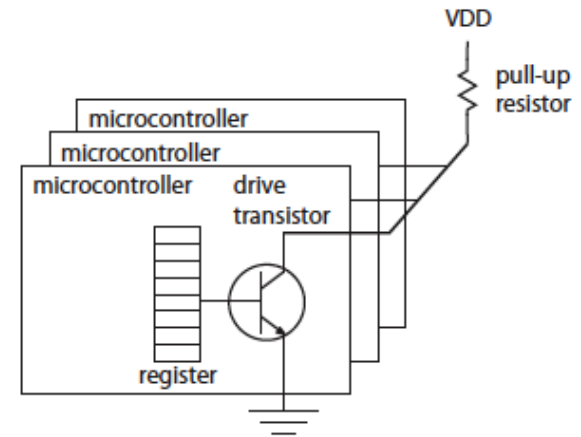 VDD
pull-up
resistor
microcontroller
microcontroller
microcontroller
drive
transistor
register